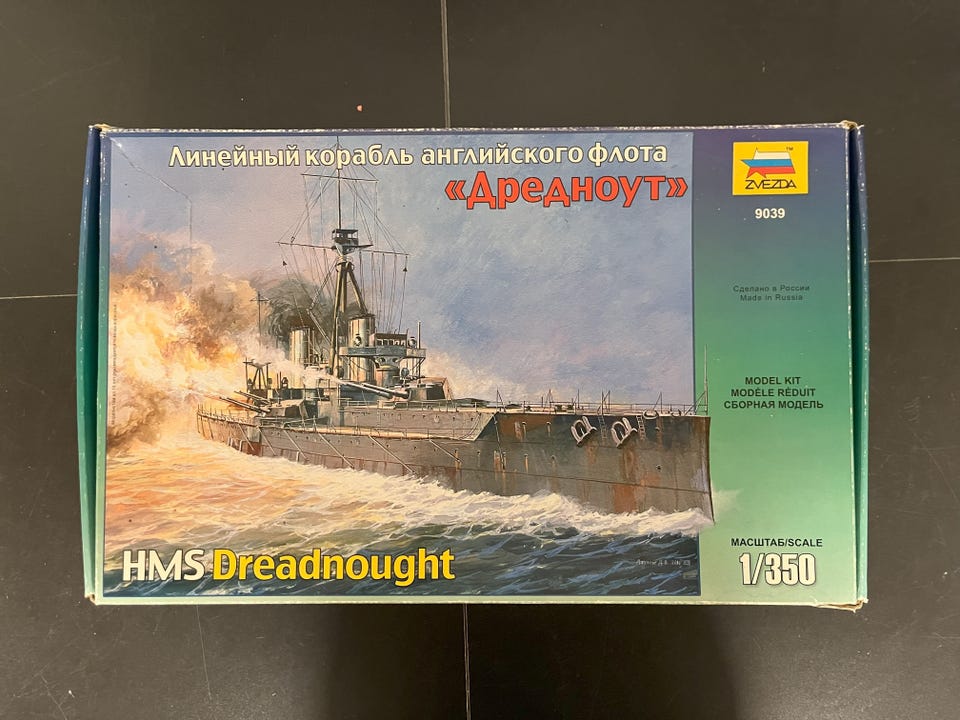 Линейный корабль английского флота
«Дредноут»
ZVEZDA
TM
9039
Сделано в России
Made in Russia
MODEL KIT
MODÈLE RÉDUIT
СБОРНАЯ МОДЕЛЬ
HMS Dreadnought
МАСШТАБ/SCALE
1/350